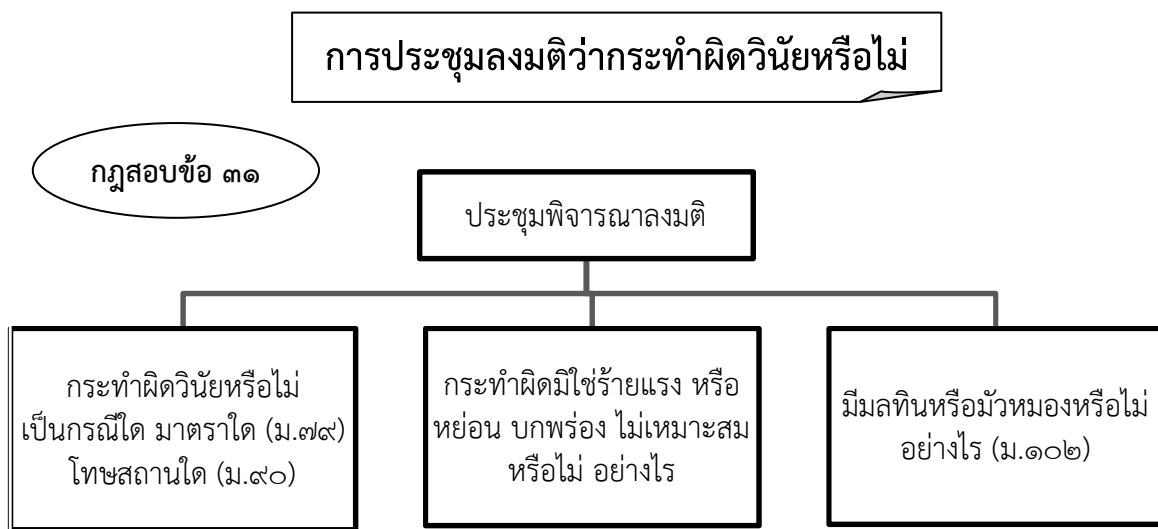 การประชุมลงมติว่ากระทำผิดวินัยหรือไม่
กฎสอบข้อ ๓๑
ประชุมพิจารณาลงมติ
กระทำผิดวินัยหรือไม่
เป็นกรณีใด มาตราใด (ม.๗๙)
โทษสถานใด (ม.๙๐)
กระทำผิดมิใช่ร้ายแรง หรือ
หย่อน บกพร่อง ไม่เหมาะสม
หรือไม่ อย่างไร
มีมลทินหรือมัวหมองหรือไม่
อย่างไร (ม.๑๐๒)